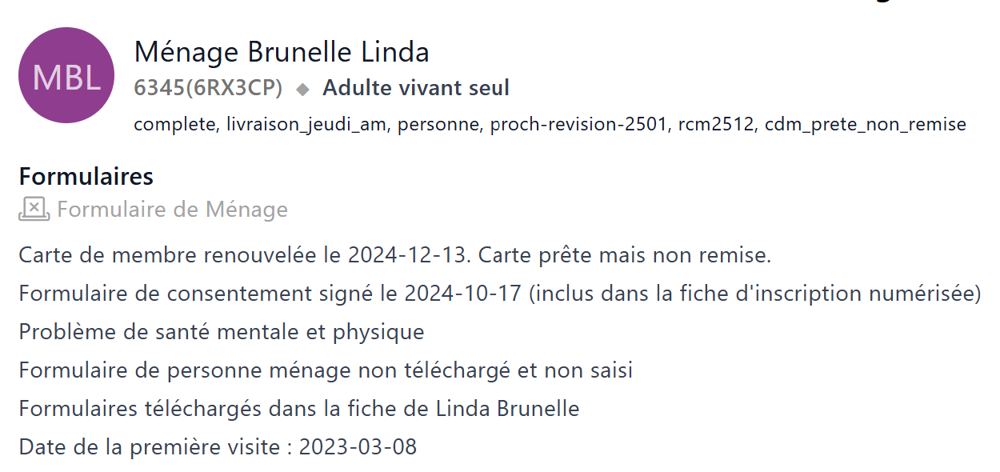 MBL
Ménage Brunelle Linda
6345(6RX3CP) ◆ Adulte vivant seul
complete, livraison_jeudi_am, personne, proch-revision-2501, rcm2512, cdm_prete_non_remise
Formulaires
Formulaire de Ménage
Carte de membre renouvelée le 2024-12-13. Carte prête mais non remise.
Formulaire de consentement signé le 2024-10-17 (inclus dans la fiche d'inscription numérisée)
Problème de santé mentale et physique
Formulaire de personne ménage non téléchargé et non saisi
Formulaires téléchargés dans la fiche de Linda Brunelle
Date de la première visite : 2023-03-08